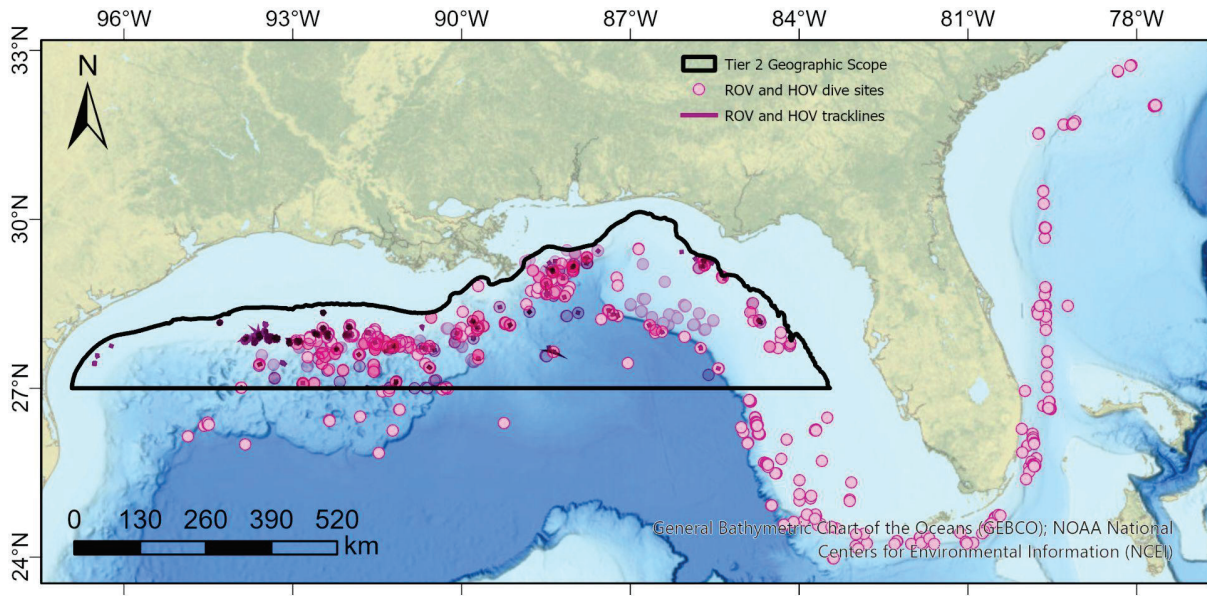 96°W 93°W 90°W 87°W 84°W 81°W 78°W
33°N
N
Tier 2 Geographic Scope
ROV and HOV dive sites
ROV and HOV tracklines
30°N
27°N
0 130 260 390 520
km
General Bathymetric Chart of the Oceans (GEBCO); NOAA National
Centers for Environmental Information (NCEI)
24°N